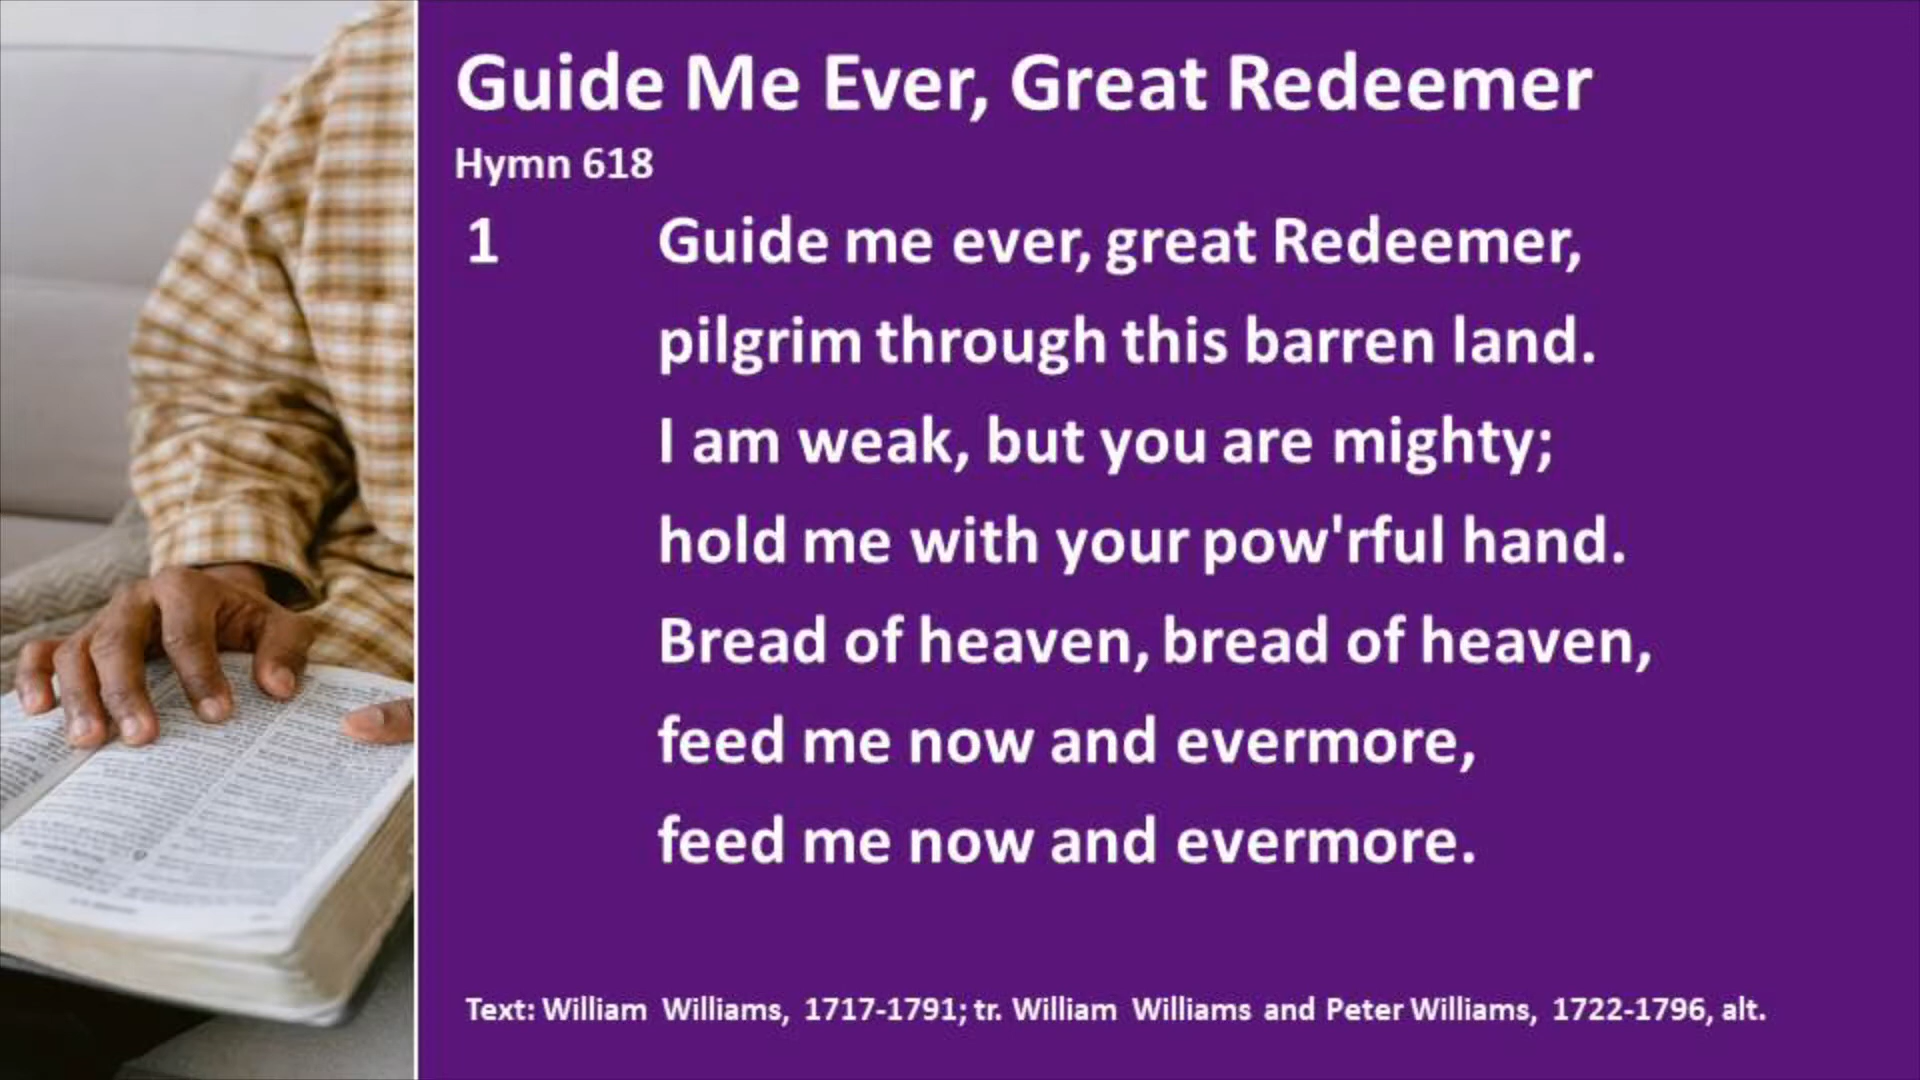 Guide Me Ever, Great Redeemer
Hymn 618
1 Guide me ever, great Redeemer,
pilgrim through this barren land.
I am weak, but you are mighty;
hold me with your pow'rful hand.
Bread of heaven, bread of heaven,
feed me now and evermore,
feed me now and evermore.
Text: William Williams, 1717-1791; tr. William Williams and Peter Williams, 1722-1796, alt.